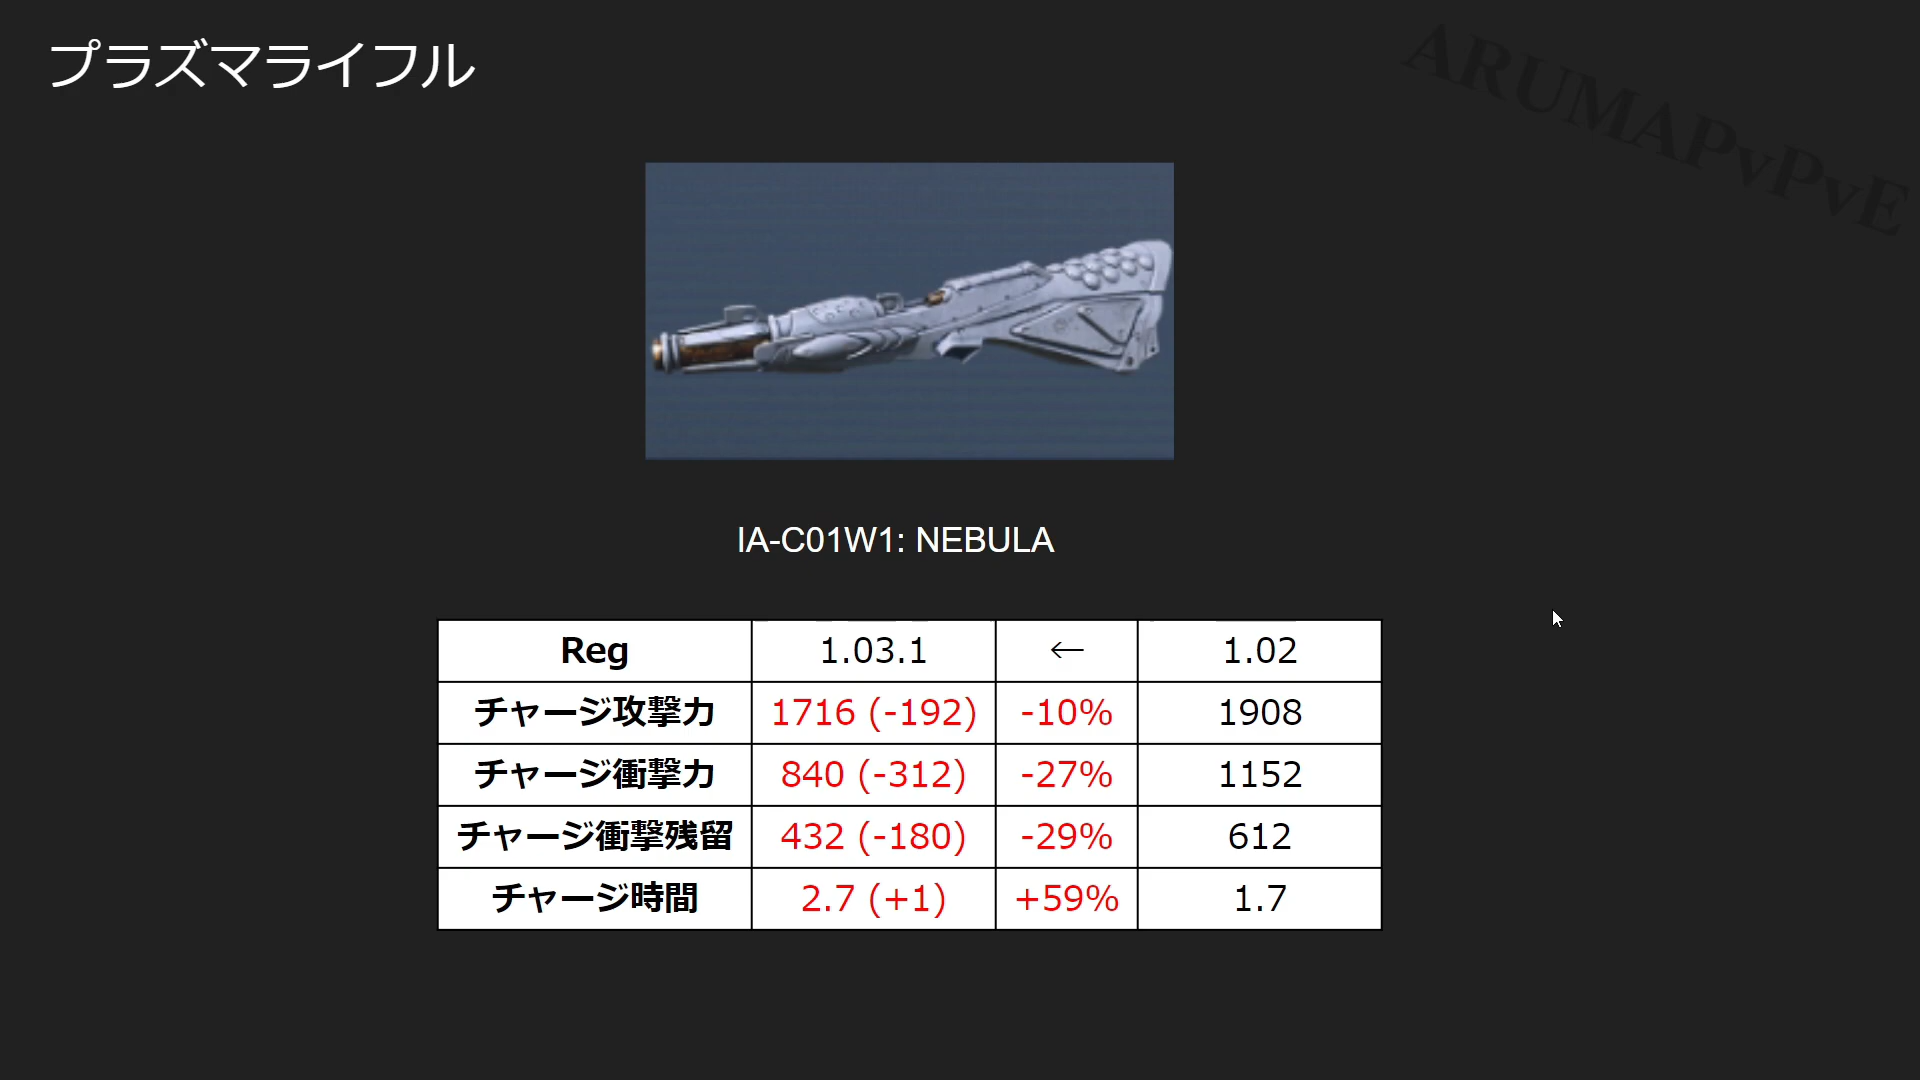 プラズマライフル
ARUMAPvPvE
IA-C01W1: NEBULA
Reg 1.03.1 ← 1.02
チャージ攻撃力 1716 (-192) -10% 1908
チャージ衝撃力 840 (-312) -27% 1152
チャージ衝撃残留 432 (-180) -29% 612
チャージ時間 2.7 (+1) +59% 1.7